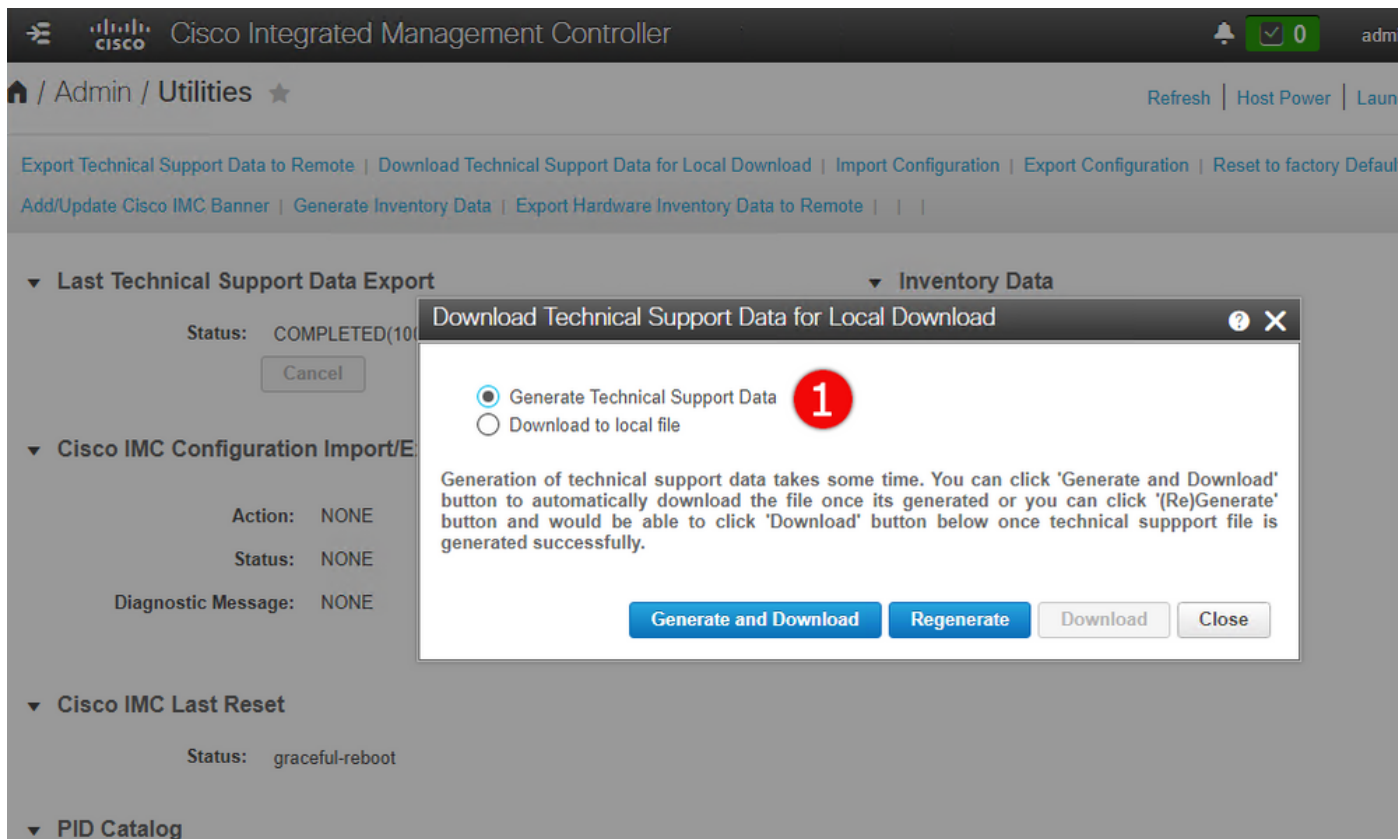 CISCO Cisco Integrated Management Controller 0 adm
/ Admin / Utilities Refresh | Host Power | Laun
Export Technical Support Data to Remote | Download Technical Support Data for Local Download | Import Configuration | Export Configuration | Reset to factory Defaul
Add/Update Cisco IMC Banner | Generate Inventory Data | Export Hardware Inventory Data to Remote | | |
Last Technical Support Data Export
Inventory Data
Status: COMPLETED(100
Cancel
Download Technical Support Data for Local Download ?
Generate Technical Support Data 1
Download to local file
Generation of technical support data takes some time. You can click 'Generate and Download'
button to automatically download the file once its generated or you can click '(Re)Generate'
button and would be able to click 'Download' button below once technical suppport file is
generated successfully.
Generate and Download Regenerate Download Close
Cisco IMC Configuration Import/E
Action: NONE
Status: NONE
Diagnostic Message: NONE
Cisco IMC Last Reset
Status: graceful-reboot
PID Catalog